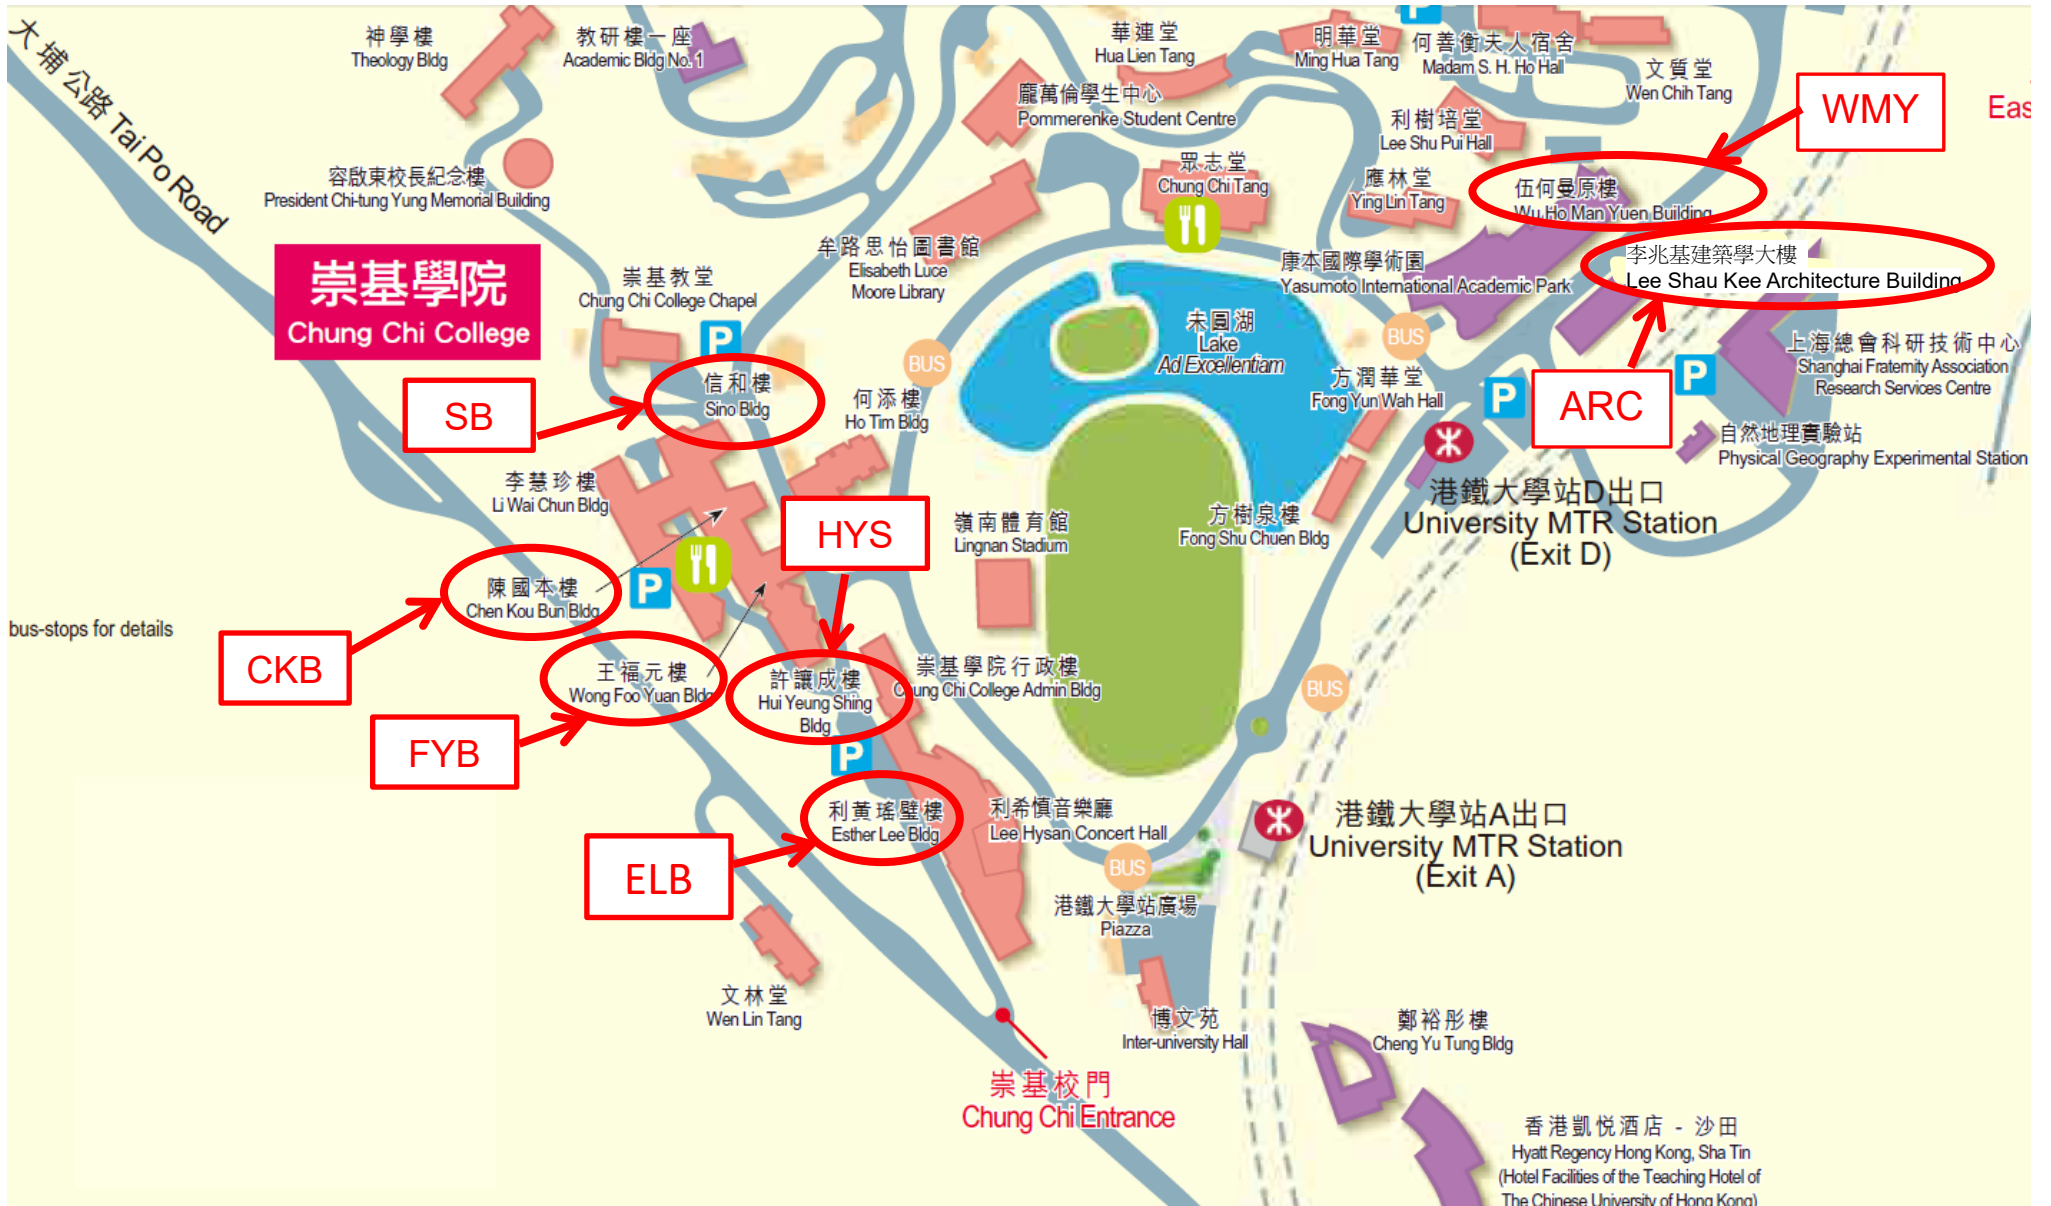 大埔公路 Tai Po Road
神學樓
Theology Bldg
教研樓一座
Academic Bldg No. 1
華連堂
Hua Lien Tang
明華堂
Ming Hua Tang
何善衡夫人宿舍
Madam S. H. Ho Hall
文質堂
Wen Chih Tang
WMY
Eas
龐萬倫學生中心
Pommerenke Student Centre
利樹培堂
Lee Shu Pui Hall
容啟東校長紀念樓
President Chi-tung Yung Memorial Building
眾志堂
Chung Chi Tang
應林堂
Ying Lin Tang
伍何曼原樓
Wu Ho Man Yuen Building
崇基學院
Chung Chi College
牟路思怡圖書館
Elisabeth Luce
Moore Library
康本國際學術園
Yasumoto International Academic Park
李兆基建築學大樓
Lee Shau Kee Architecture Building
崇基教堂
Chung Chi College Chapel
P
未圓湖
Lake
Ad Excellentiam
BUS
BUS
上海總會科研技術中心
Shanghai Fraternity Association
Research Services Centre
SB
信和樓
Sino Bldg
何添樓
Ho Tim Bldg
方潤華堂
Fong Yun Wah Hall
P
ARC
P
自然地理實驗站
Physical Geography Experimental Station
李慧珍樓
Li Wai Chun Bldg
HYS
嶺南體育館
Lingnan Stadium
方樹泉樓
Fong Shu Chuen Bldg
港鐵大學站D出口
University MTR Station
(Exit D)
陳國本樓
Chen Kou Bun Bldg
P
bus-stops for details
CKB
王福元樓
Wong Foo Yuan Bldg
許讓成樓
Hui Yeung Shing
Bldg
崇基學院行政樓
Chung Chi College Admin Bldg
BUS
FYB
P
利黃瑤璧樓
Esther Lee Bldg
利希慎音樂廳
Lee Hysan Concert Hall
港鐵大學站A出口
University MTR Station
(Exit A)
ELB
BUS
港鐵大學站廣場
Piazza
文林堂
Wen Lin Tang
博文苑
Inter-university Hall
鄭裕彤樓
Cheng Yu Tung Bldg
崇基校門
Chung Chi Entrance
香港凱悅酒店 - 沙田
Hyatt Regency Hong Kong, Sha Tin
(Hotel Facilities of the Teaching Hotel of
The Chinese University of Hong Kong)